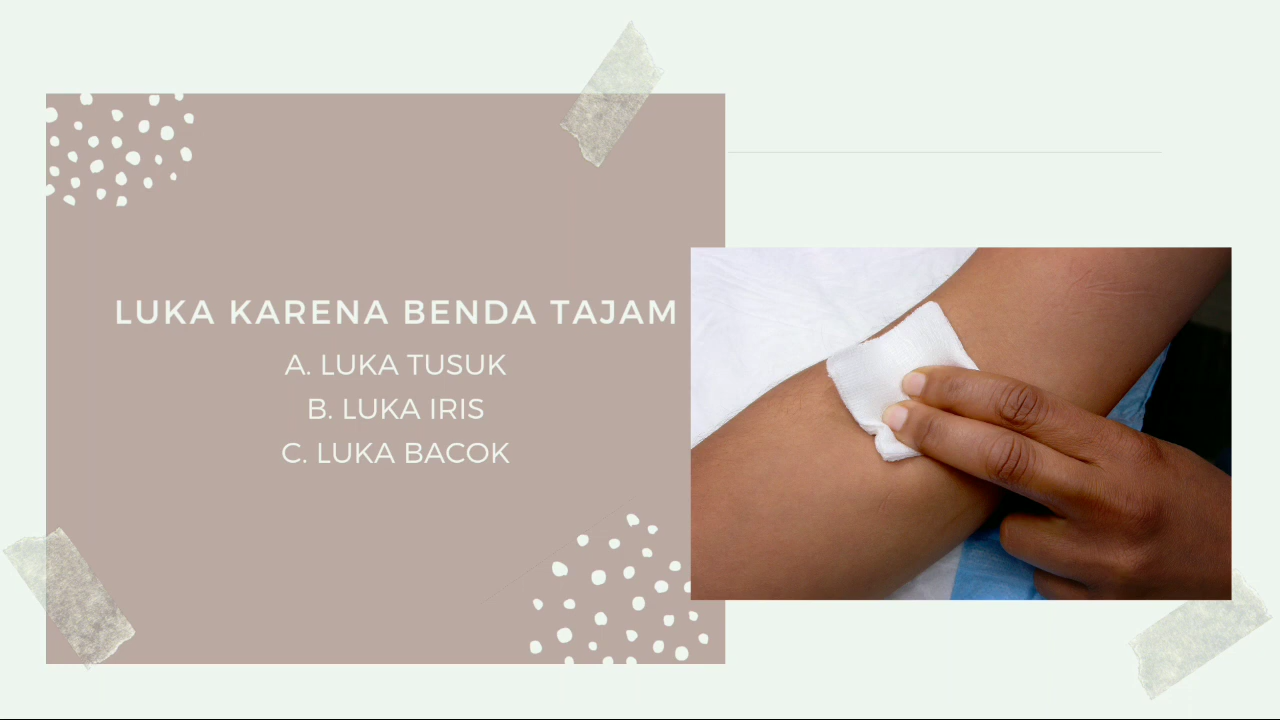 LUKA KARENA BENDA TAJAM
A. LUKA TUSUK
B. LUKA IRIS
C. LUKA BACOK